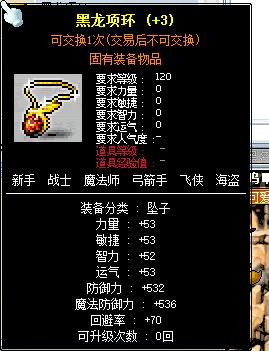 黑龙项环 (+3)
可交换1次(交易后不可交换)
固有装备物品
要求等级: 120
要求力量: 0
要求敏捷: 0
要求智力: 0
要求运气: 0
要求人气度: -
道具等级: -
道具经验值: -
新手 战士 魔法师 弓箭手 飞侠 海盗
装备分类 : 坠子
力量 : +53
敏捷 : +53
智力 : +52
运气 : +53
防御力 : +532
魔法防御力 : +536
回避率 : +70
可升级次数 : 0回